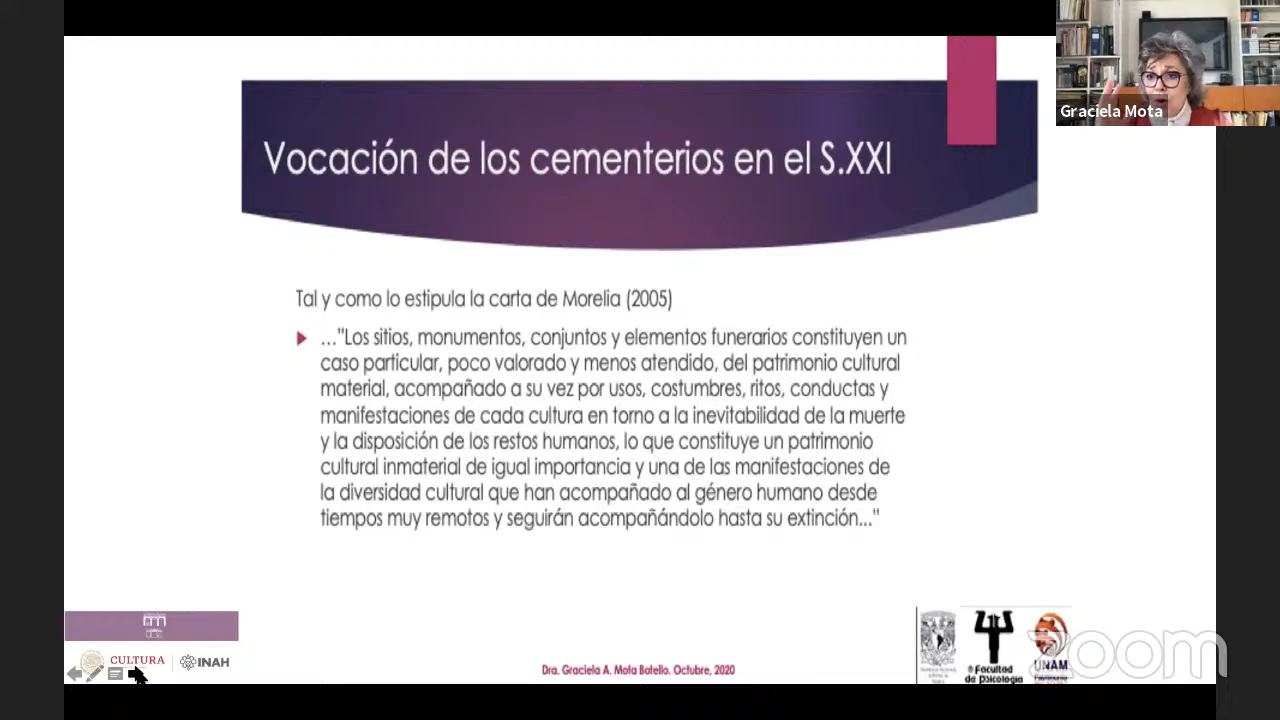 Graciela Mota
Vocación de los cementerios en el S.XXI
Tal y como lo estipula la carta de Morelia (2005)
…"Los sitios, monumentos, conjuntos y elementos funerarios constituyen un
caso particular, poco valorado y menos atendido, del patrimonio cultural
material, acompañado a su vez por usos, costumbres, ritos, conductas y
manifestaciones de cada cultura en torno a la inevitabilidad de la muerte
y la disposición de los restos humanos, lo que constituye un patrimonio
cultural inmaterial de igual importancia y una de las manifestaciones de
la diversidad cultural que han acompañado al género humano desde
tiempos muy remotos y seguirán acompañándolo hasta su extinción..."
CULTURA
INAH
Dra. Graciela A. Mota Botello. Octubre, 2020
Facultad
de Psicología
UNAM
zoom